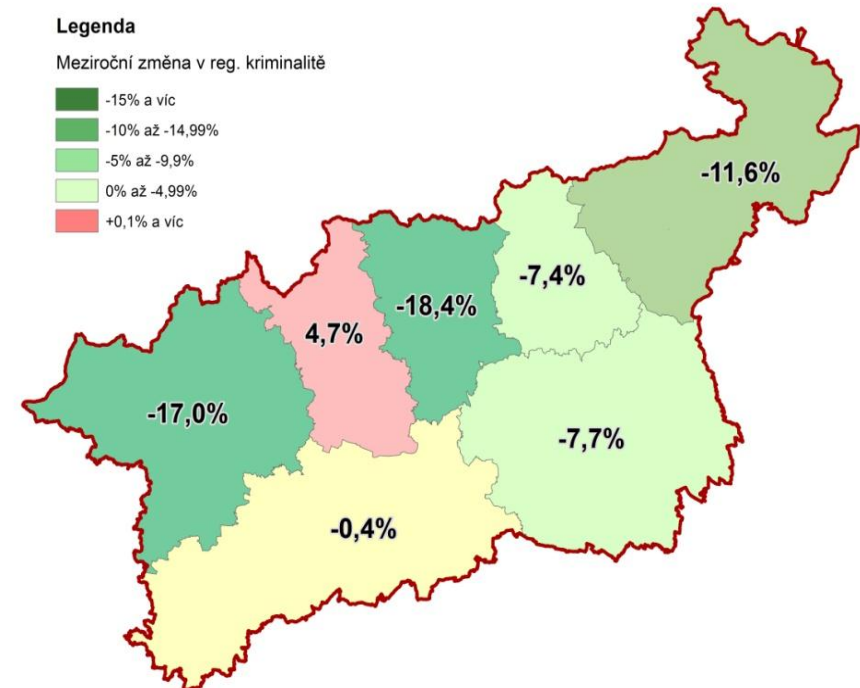 Legenda
Meziroční změna v reg. kriminalitě
-15% a víc
-10% až -14,99%
-5% až -9,9%
0% až -4,99%
+0,1% a víc
-11,6%
-7,4%
-18,4%
4,7%
-17,0%
-7,7%
-0,4%